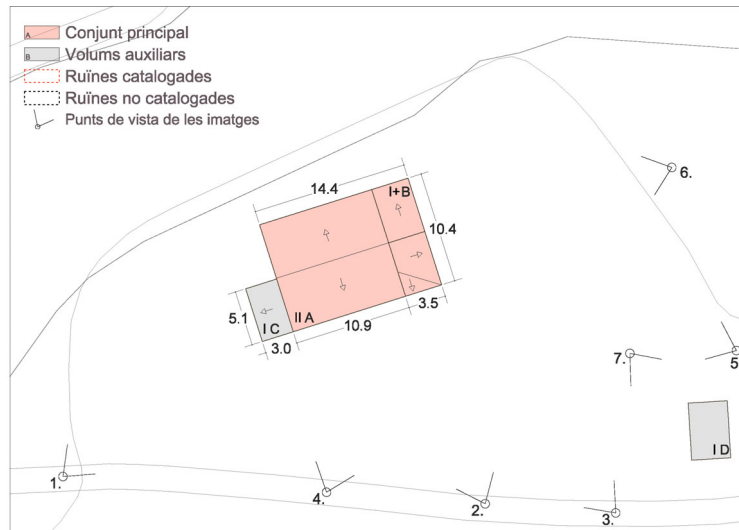 A Conjunt principal
B Volums auxiliars
Ruïnes catalogades
Ruïnes no catalogades
Punts de vista de les imatges
14.4
I+B
10.4
6.
5.1
I C
II A
3.0
10.9
3.5
7.
5
I D
1.
4.
2.
3.